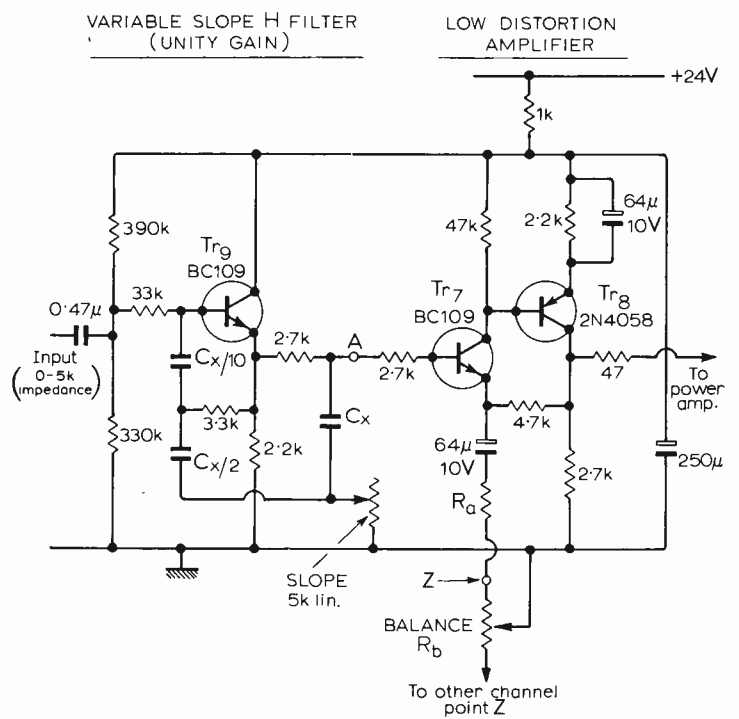 VARIABLE SLOPE H FILTER
(UNITY GAIN)
LOW DISTORTION
AMPLIFIER
+24V
1k
390k
47k
2·2k
64μ
10V
Tr9
BC109
Tr7
BC109
Tr8
2N4058
0·47μ
33k
Input
(0-5k
impedance)
Cx/10
2.7k
A
2·7k
47
To
power
amp.
330k
3·3k
Cx/2
2·2k
Cx
4.7k
64μ
10V
2·7k
250μ
Ra
SLOPE
5k lin.
Z
BALANCE
Rb
To other channel
point Z